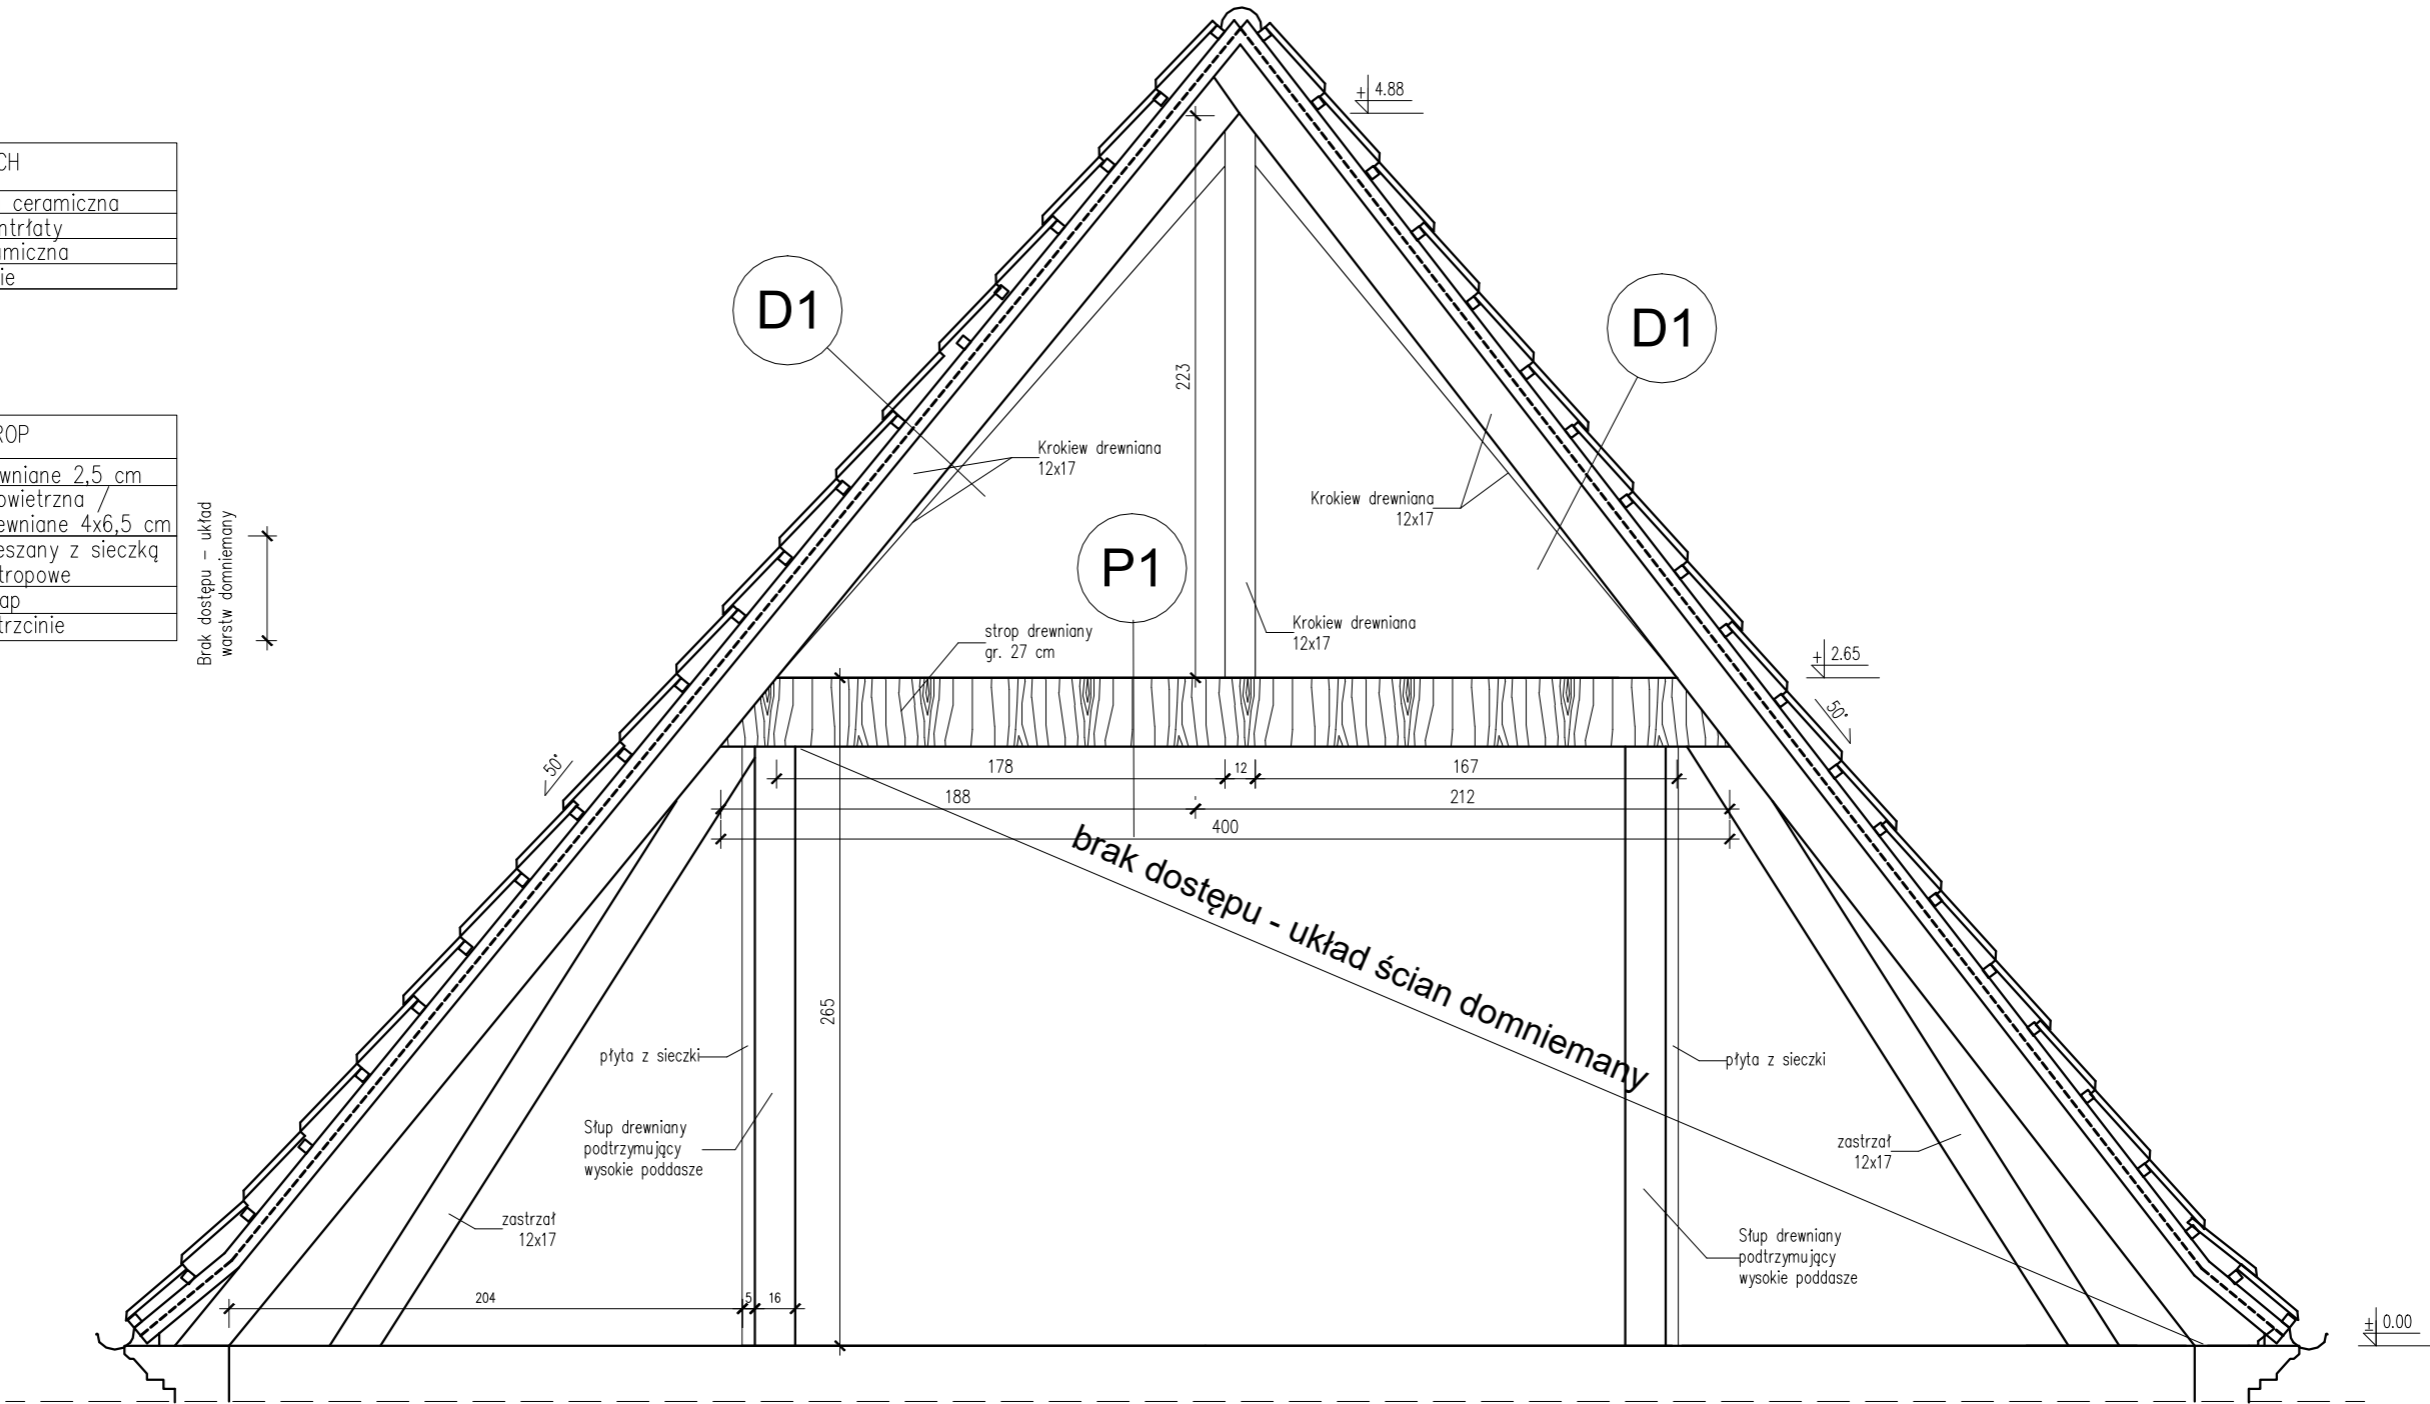 CH
ceramiczna
ntrłaty
amiczna
ie
ROP
wniane 2,5 cm
owietrzna /
ewniane 4x6,5 cm
eszany z sieczką
tropowe
ap
trzcinie
Brak dostępu - układ
warstw domniemany
+ 4.88
D1
D1
223
Krokiew drewniana
12x17
Krokiew drewniana
12x17
P1
strop drewniany
gr. 27 cm
Krokiew drewniana
12x17
+ 2.65
50°
50°
178
12
167
188
212
400
brak dostępu - układ ścian domniemany
265
płyta z sieczki
płyta z sieczki
Słup drewniany
podtrzymujący
wysokie poddasze
zastrzał
12x17
zastrzał
12x17
Słup drewniany
podtrzymujący
wysokie poddasze
204
5
16
± 0.00